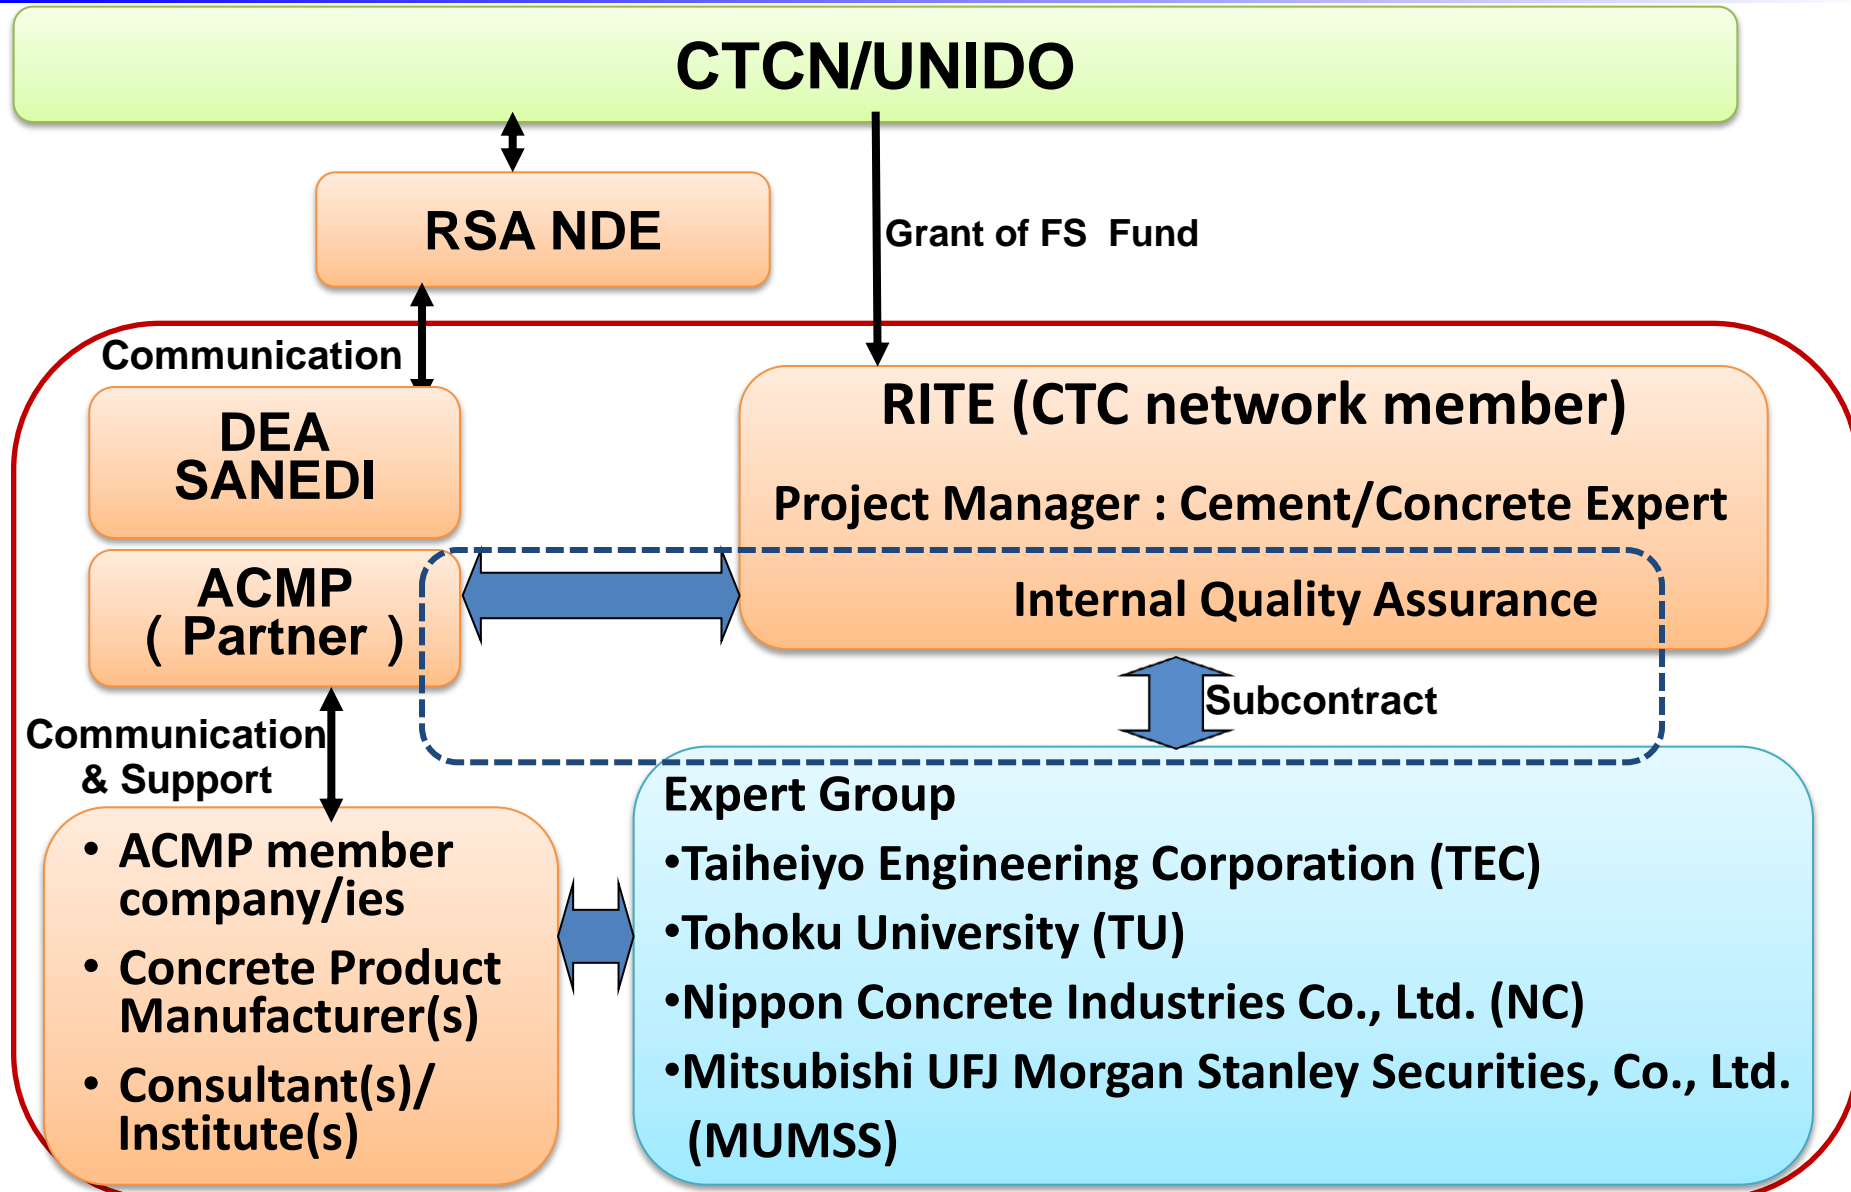 CTCN/UNIDO
RSA NDE
Grant of FS  Fund
Communication
DEA
SANEDI
RITE (CTC network member)
Project Manager : Cement/Concrete Expert
Internal Quality Assurance
ACMP
( Partner )
Subcontract
Communication
& Support
• ACMP member
company/ies
• Concrete Product
Manufacturer(s)
• Consultant(s)/
Institute(s)
Expert Group
•Taiheiyo Engineering Corporation (TEC)
•Tohoku University (TU)
•Nippon Concrete Industries Co., Ltd. (NC)
•Mitsubishi UFJ Morgan Stanley Securities, Co., Ltd.
(MUMSS)